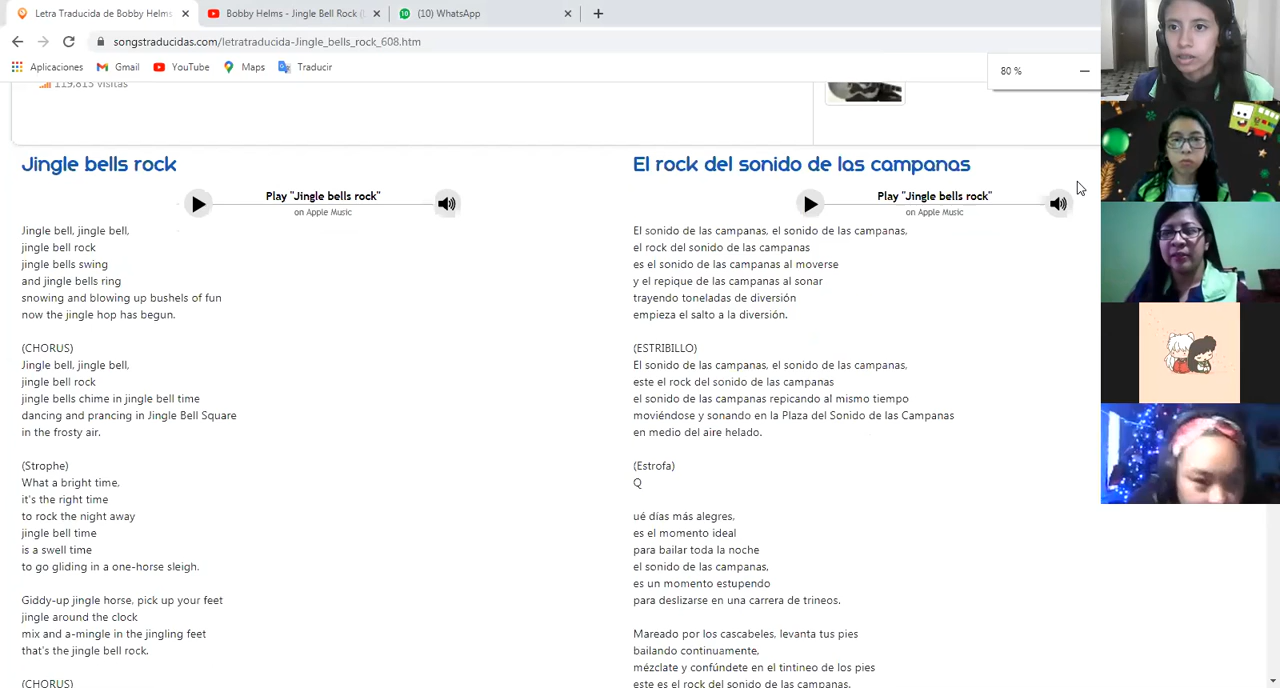 Letra Traducida de Bobby Helms
Bobby Helms - Jingle Bell Rock (
(10) WhatsApp
songstraducidas.com/letratraducida-Jingle_bells_rock_608.htm
Aplicaciones
Gmail
YouTube
Maps
Traducir
80 %
119,813 visitas
Jingle bells rock
Play "Jingle bells rock"
on Apple Music
Jingle bell, jingle bell,
jingle bell rock
jingle bells swing
and jingle bells ring
snowing and blowing up bushels of fun
now the jingle hop has begun.
(CHORUS)
Jingle bell, jingle bell,
jingle bell rock
jingle bells chime in jingle bell time
dancing and prancing in Jingle Bell Square
in the frosty air.
(Strophe)
What a bright time,
it's the right time
to rock the night away
jingle bell time
is a swell time
to go gliding in a one-horse sleigh.
Giddy-up jingle horse, pick up your feet
jingle around the clock
mix and a-mingle in the jingling feet
that's the jingle bell rock.
(CHORUS)
El rock del sonido de las campanas
Play "Jingle bells rock"
on Apple Music
El sonido de las campanas, el sonido de las campanas,
el rock del sonido de las campanas
es el sonido de las campanas al moverse
y el repique de las campanas al sonar
trayendo toneladas de diversión
empieza el salto a la diversión.
(ESTRIBILLO)
El sonido de las campanas, el sonido de las campanas,
este el rock del sonido de las campanas
el sonido de las campanas repicando al mismo tiempo
moviéndose y sonando en la Plaza del Sonido de las Campanas
en medio del aire helado.
(Estrofa)
Q
ué días más alegres,
es el momento ideal
para bailar toda la noche
el sonido de las campanas,
es un momento estupendo
para deslizarse en una carrera de trineos.
Mareado por los cascabeles, levanta tus pies
bailando continuamente,
mézclate y confúndete en el tintineo de los pies
este es el rock del sonido de las campanas.